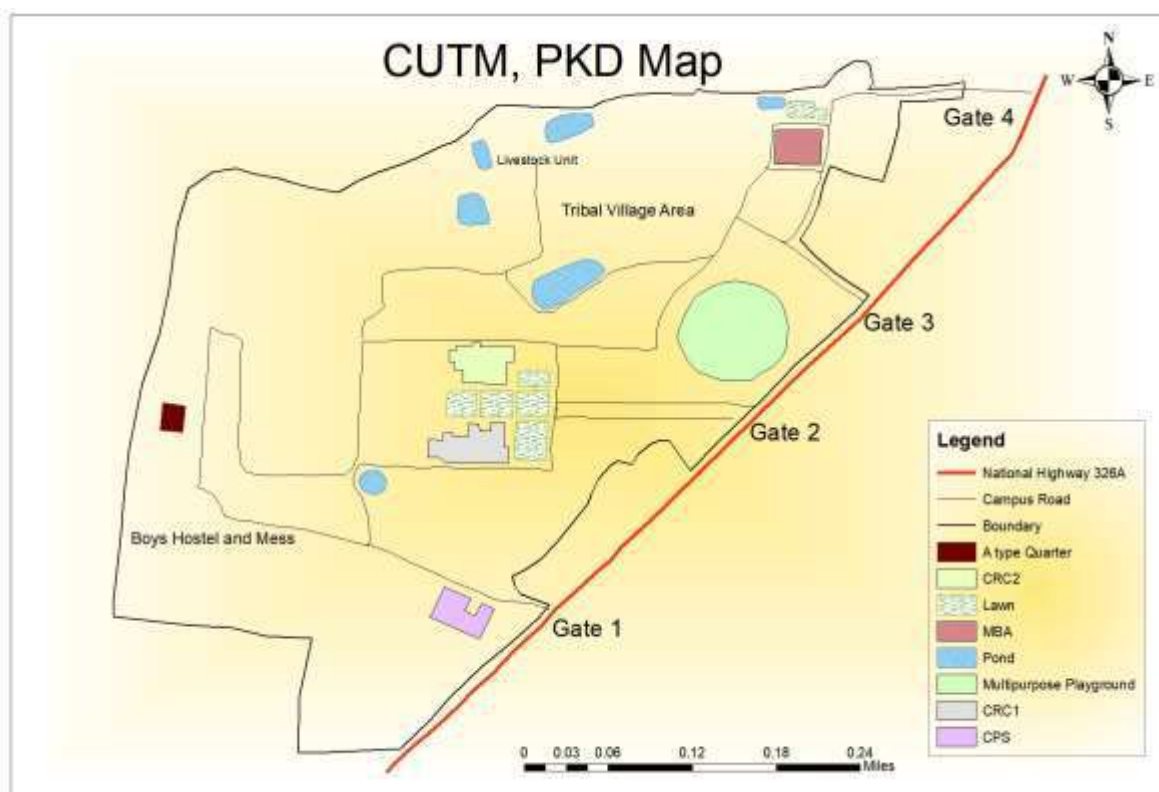 CUTM, PKD Map
N
W
E
S
Gate 4
Livestock Unit
Tribal Village Area
Gate 3
Gate 2
Boys Hostel and Mess
Gate 1
Legend
National Highway 326A
Campus Road
Boundary
A type Quarter
CRC2
Lawn
MBA
Pond
Multipurpose Playground
CRC1
CPS
0 0.03 0.06 0.12 0.18 0.24
Miles